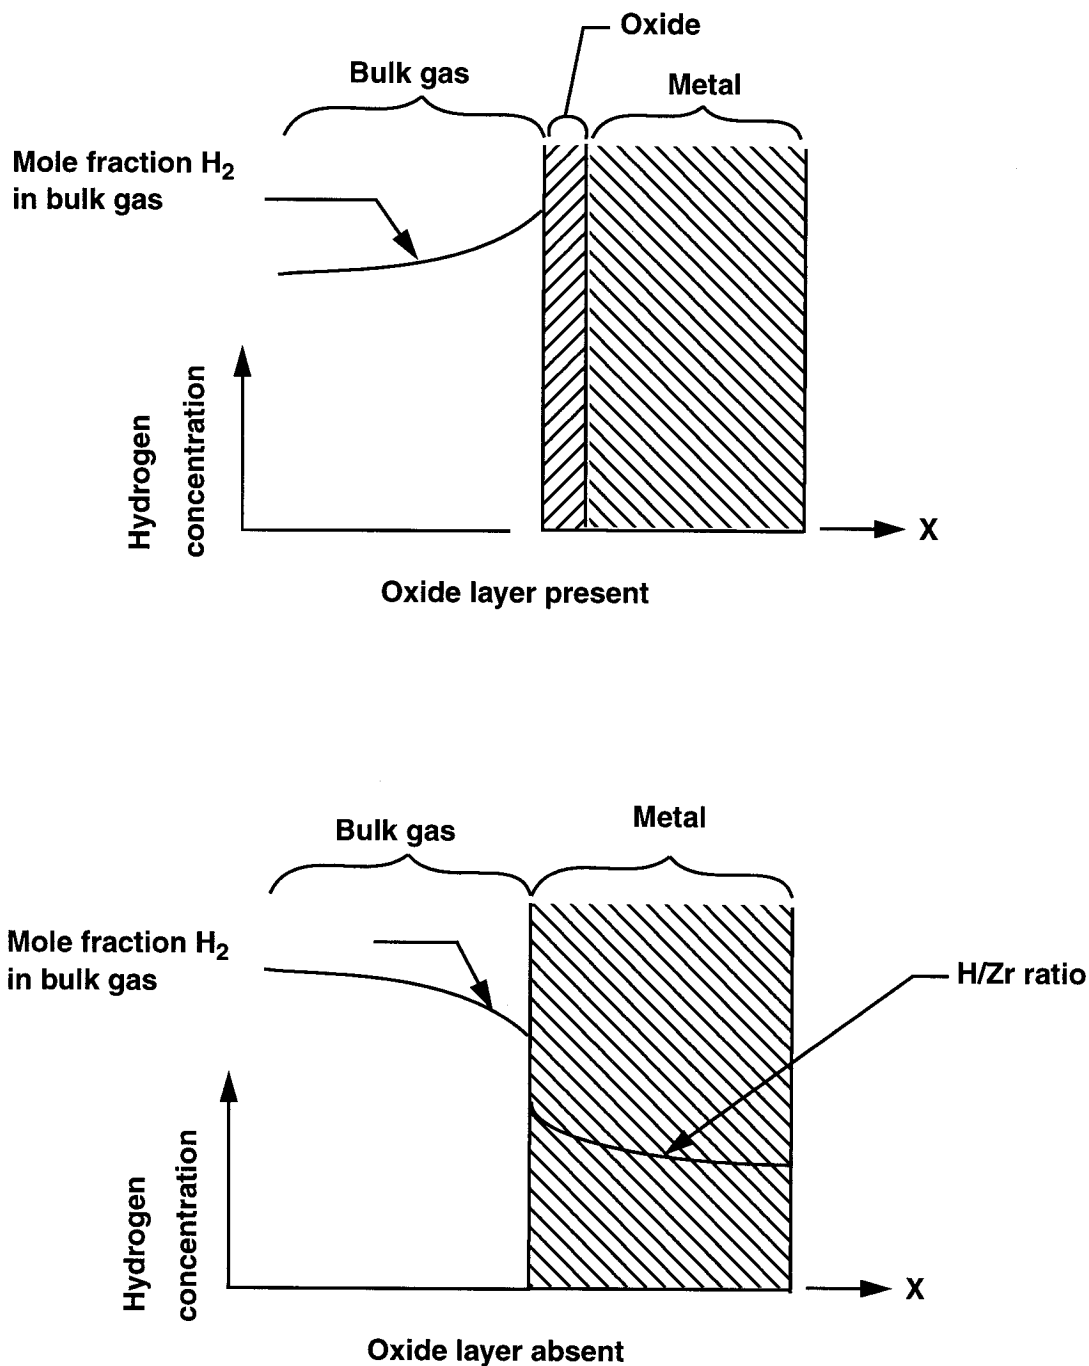 Oxide
Bulk gas
Metal
Mole fraction H₂
in bulk gas
Hydrogen
concentration
X
Oxide layer present
Metal
Bulk gas
Mole fraction H₂
in bulk gas
H/Zr ratio
Hydrogen
concentration
X
Oxide layer absent